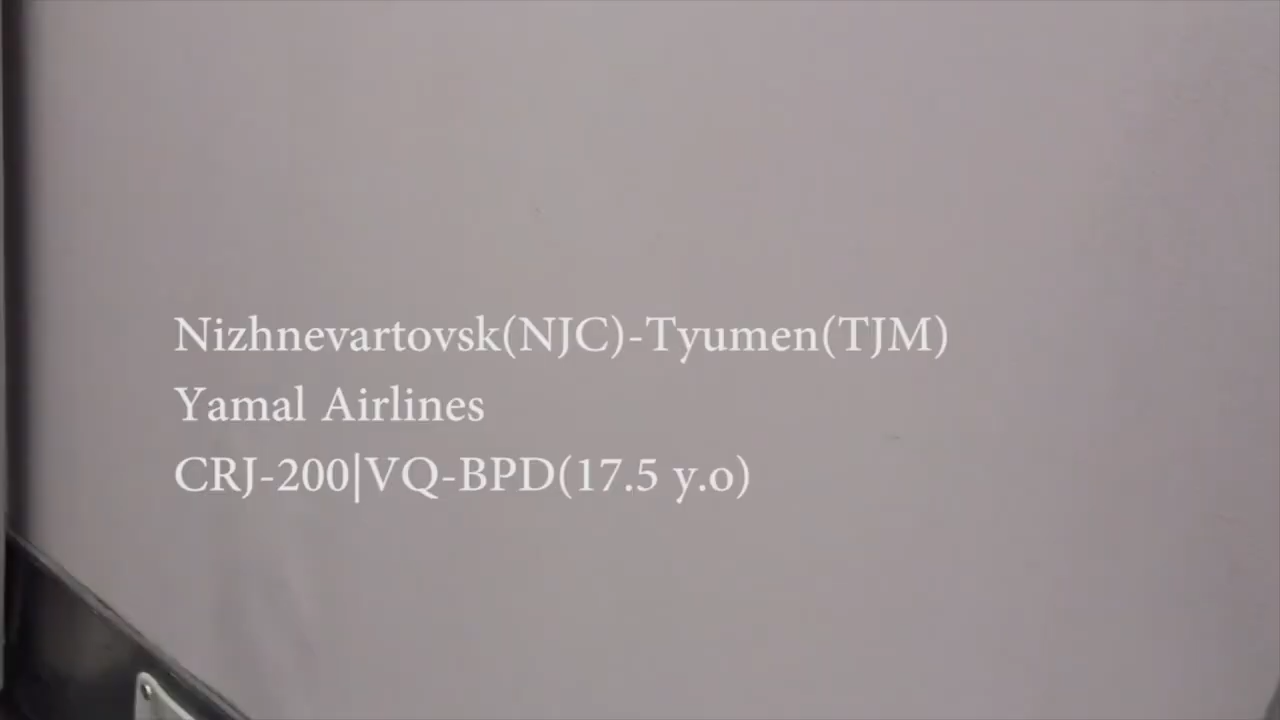 Nizhnevartovsk(NJC)-Tyumen(TJM)
Yamal Airlines
CRJ-200|VQ-BPD(17.5 y.o)